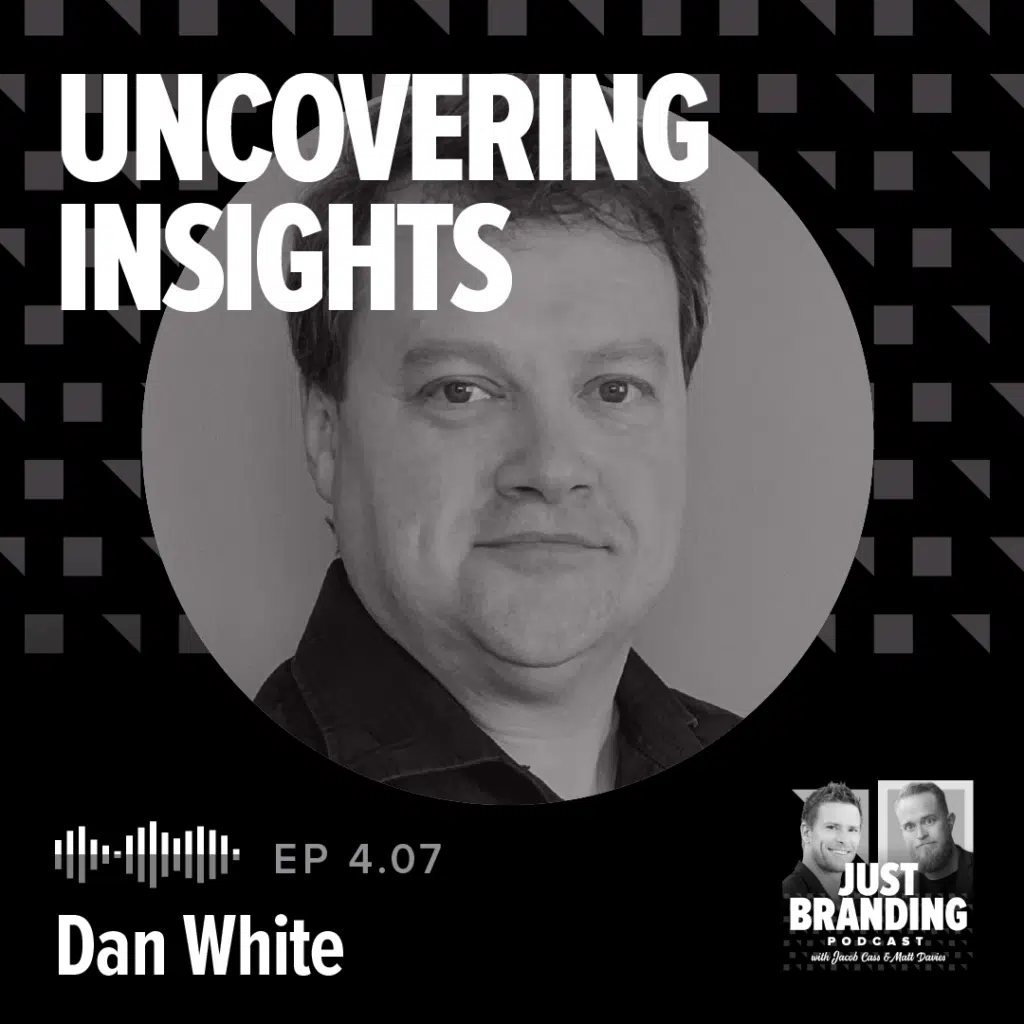 UNCOVERING
INSIGHTS
EP 4.07
Dan White
JUST
BRANDING
PODCAST
with Jacob Cass & Matt Davies